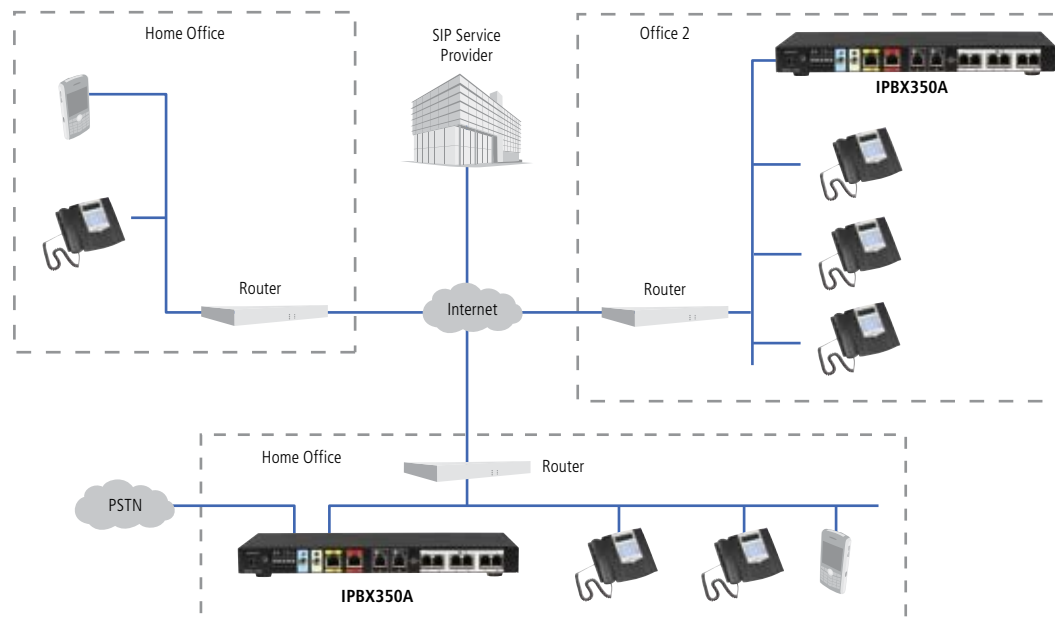 Home Office
SIP Service
Provider
Office 2
IPBX350A
Router
Internet
Router
Home Office
Router
PSTN
IPBX350A